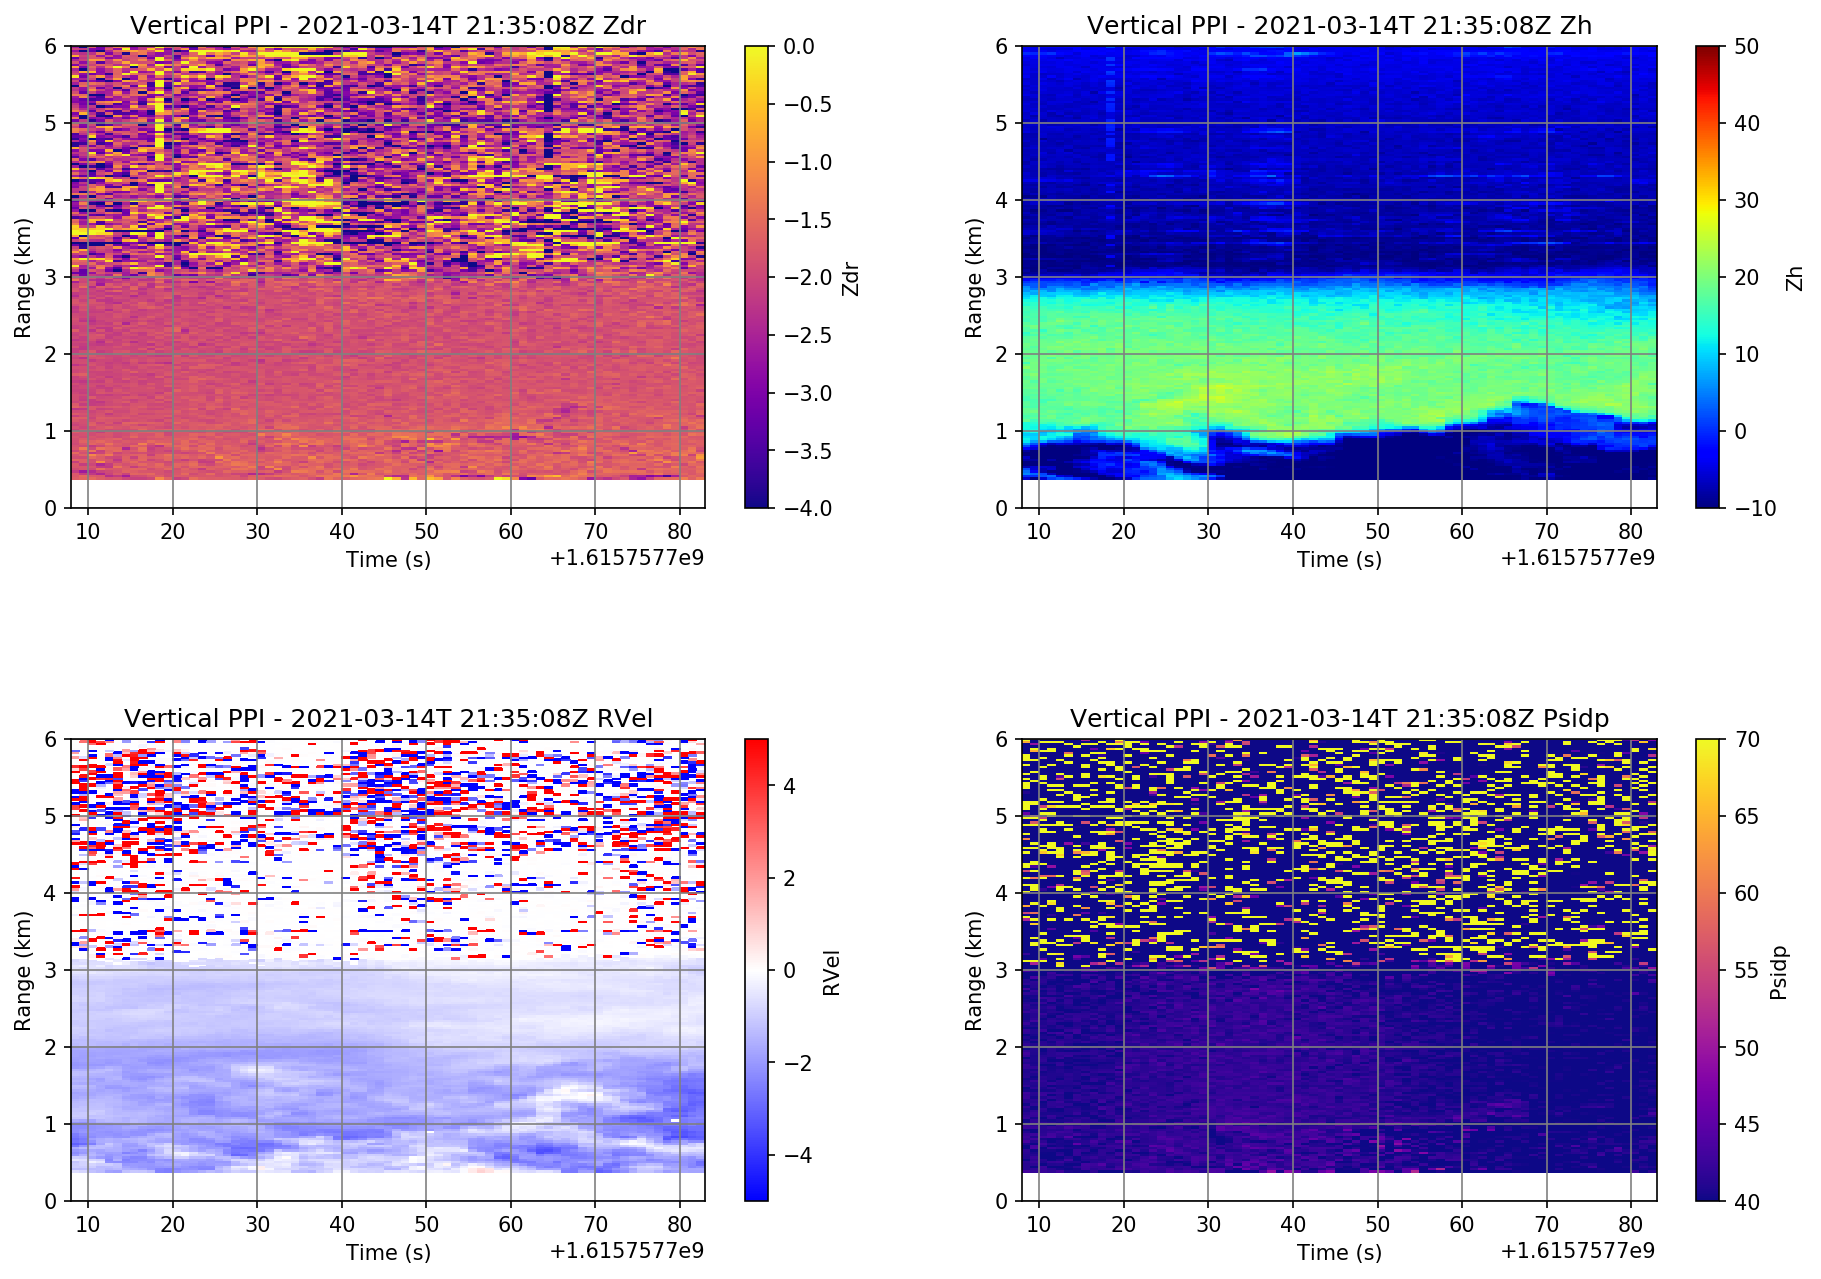 Vertical PPI - 2021-03-14T 21:35:08Z Zdr
6
5
4
3
2
1
0
Range (km)
10 20 30 40 50 60 70 80
Time (s)
+1.6157577e9
0.0
−0.5
−1.0
−1.5
−2.0
−2.5
−3.0
−3.5
−4.0
Zdr
Vertical PPI - 2021-03-14T 21:35:08Z Zh
6
5
4
3
2
1
0
Range (km)
10 20 30 40 50 60 70 80
Time (s)
+1.6157577e9
50
40
30
20
10
0
−10
Zh
Vertical PPI - 2021-03-14T 21:35:08Z RVel
6
5
4
3
2
1
0
Range (km)
10 20 30 40 50 60 70 80
Time (s)
+1.6157577e9
4
2
0
−2
−4
RVel
Vertical PPI - 2021-03-14T 21:35:08Z Psidp
6
5
4
3
2
1
0
Range (km)
10 20 30 40 50 60 70 80
Time (s)
+1.6157577e9
70
65
60
55
50
45
40
Psidp